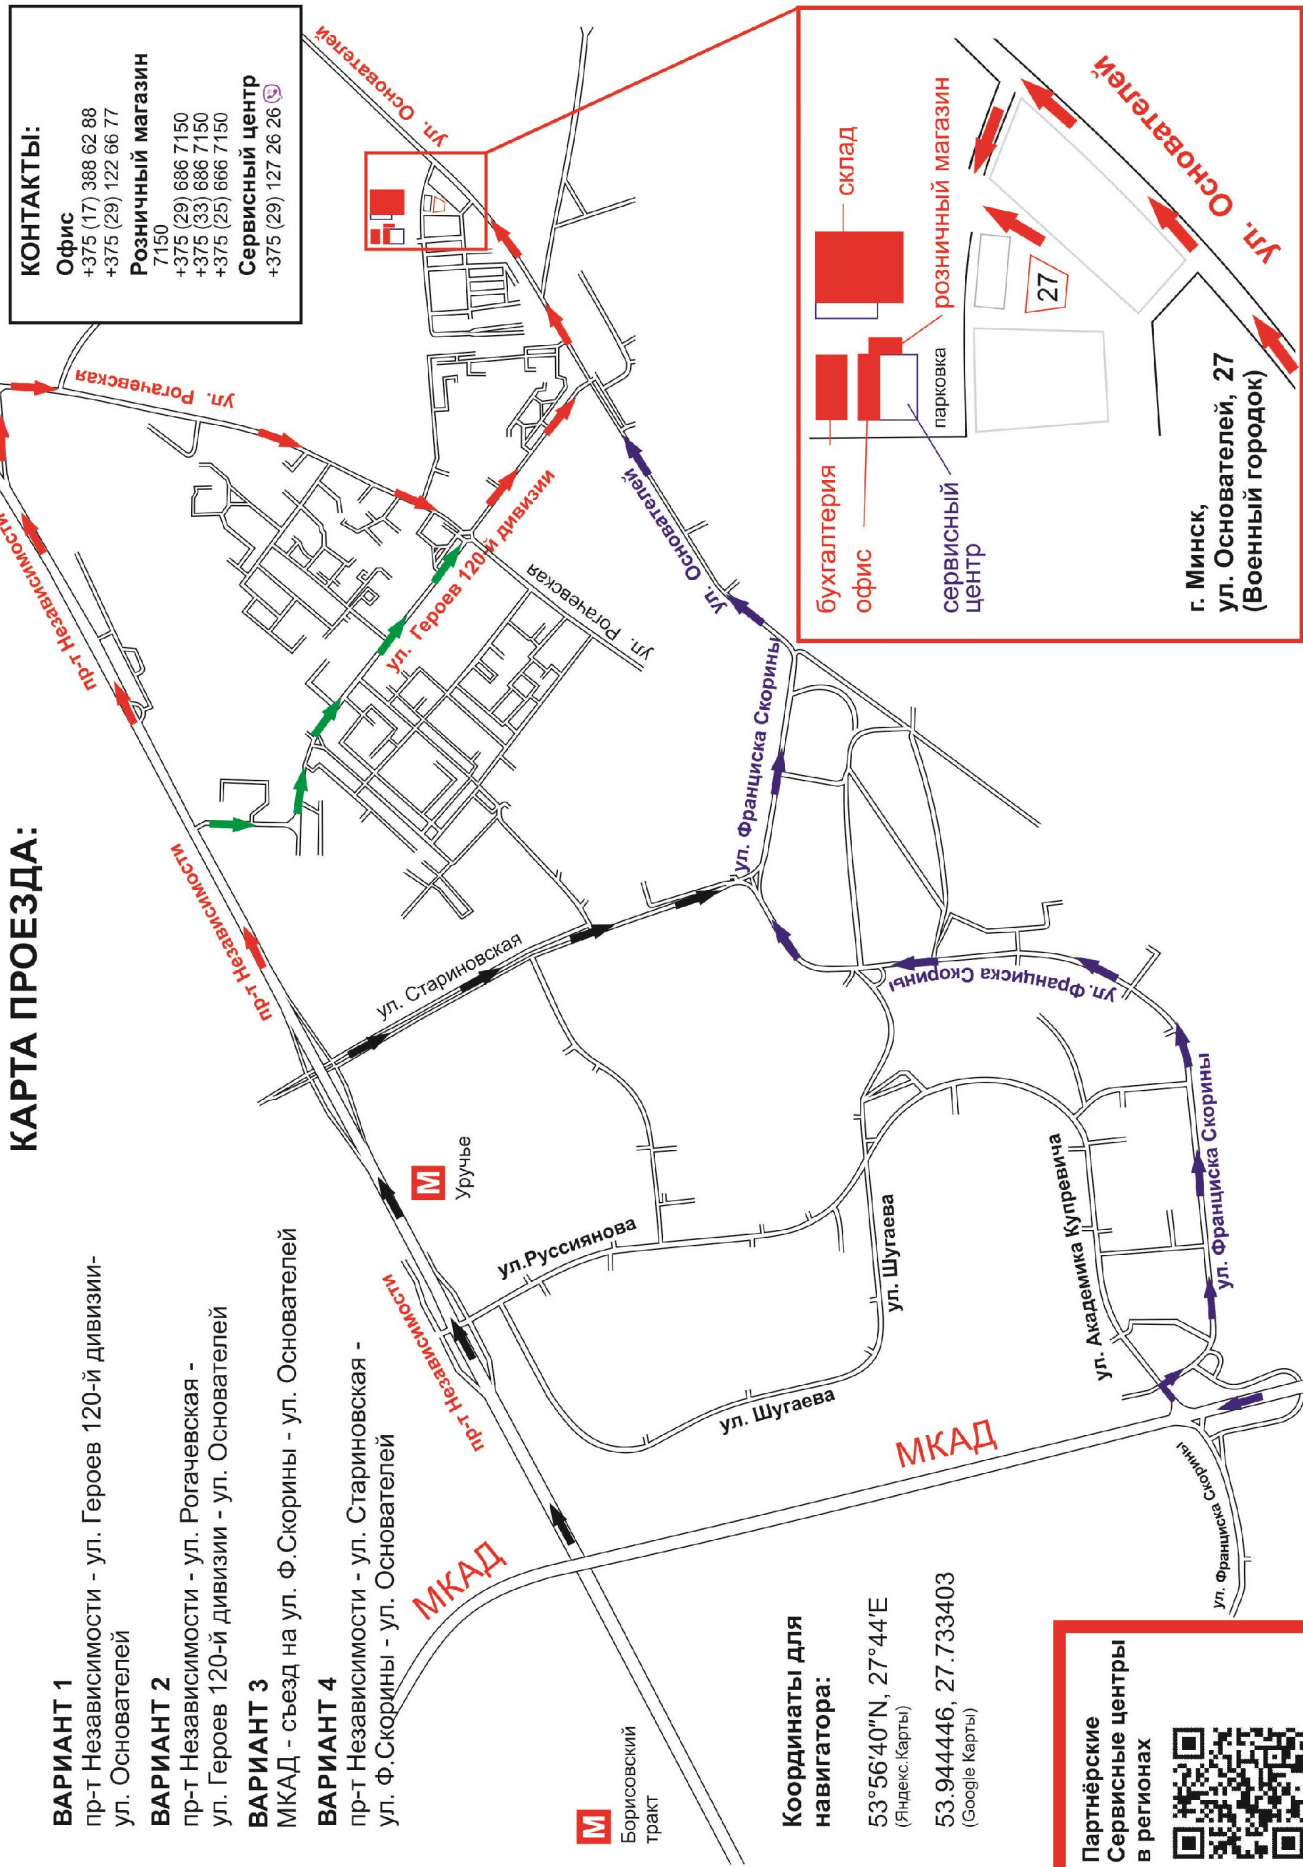 КАРТА ПРОЕЗДА:
ВАРИАНТ 1
пр-т Независимости - ул. Героев 120-й дивизии-
ул. Основателей
ВАРИАНТ 2
пр-т Независимости - ул. Рогачевская -
ул. Героев 120-й дивизии - ул. Основателей
ВАРИАНТ 3
МКАД - съезд на ул. Ф.Скорины - ул. Основателей
ВАРИАНТ 4
пр-т Независимости - ул. Стариновская -
ул. Ф.Скорины - ул. Основателей
КОНТАКТЫ:
Офис
+375 (17) 388 62 88
+375 (29) 122 66 77
Розничный магазин
7150
+375 (29) 686 7150
+375 (33) 686 7150
+375 (25) 666 7150
Сервисный центр
+375 (29) 127 26 26
пр-т Независимости
пр-т Независимости
пр-т Независимости
пр-т Независимости
ул. Рогачевская
ул. Основателей
ул. Героев 120-й дивизии
ул. Рогачевская
ул. Стариновская
ул. Основателей
ул. Основателей
ул. Франциска Скорины
ул. Франциска Скорины
ул. Франциска Скорины
ул. Франциска Скорины
М
Уручье
ул.Руссиянова
ул. Шугаева
ул. Шугаева
ул. Академика Купревича
МКАД
МКАД
М
Борисовский
тракт
Координаты для
навигатора:
53°56'40"N, 27°44'E
(Яндекс.Карты)
53.944446, 27.733403
(Google Карты)
Партнёрские
Сервисные центры
в регионах
бухгалтерия
офис
сервисный
центр
склад
розничный магазин
парковка
27
ул. Основателей
г. Минск,
ул. Основателей, 27
(Военный городок)